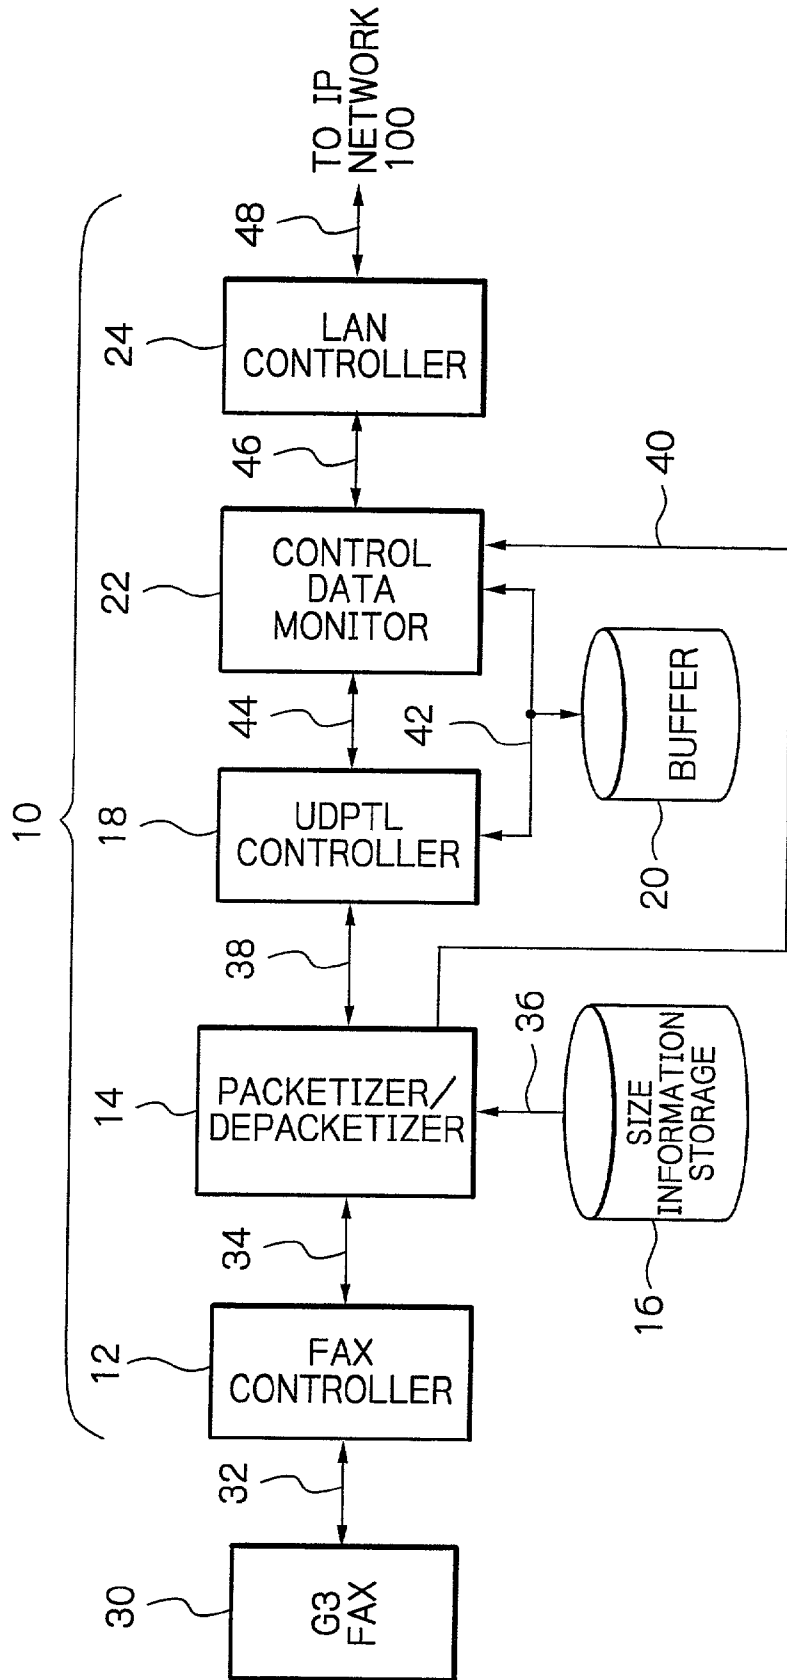 10
30
G3
FAX
32
12
FAX
CONTROLLER
34
14
PACKETIZER/
DEPACKETIZER
36
16
SIZE
INFORMATION
STORAGE
38
18
UDPTL
CONTROLLER
44
42
20
BUFFER
22
CONTROL
DATA
MONITOR
40
46
24
LAN
CONTROLLER
48
TO IP
NETWORK
100